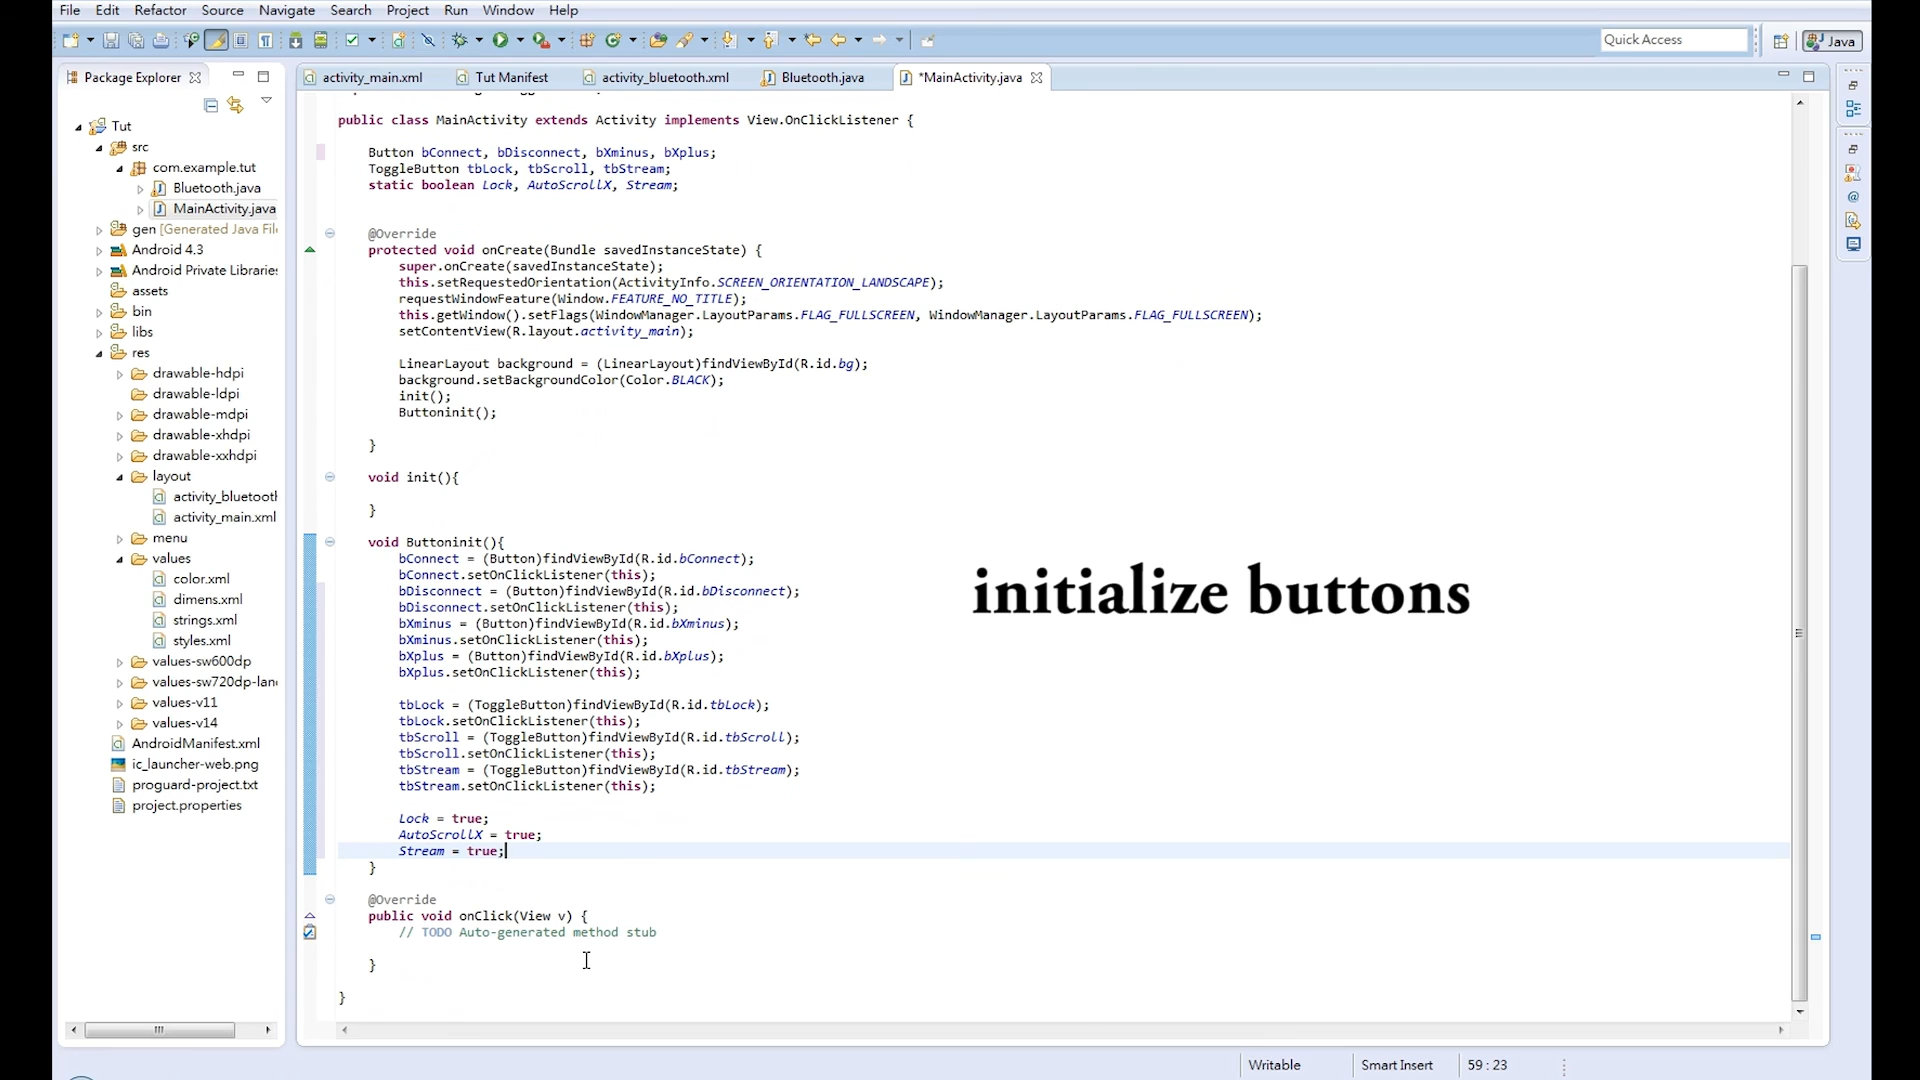 File Edit Refactor Source Navigate Search Project Run Window Help
Quick Access
Java
Package Explorer
activity_main.xml Tut Manifest activity_bluetooth.xml Bluetooth.java *MainActivity.java
Tut
src
com.example.tut
Bluetooth.java
MainActivity.java
gen [Generated Java File
Android 4.3
Android Private Libraries
assets
bin
libs
res
drawable-hdpi
drawable-ldpi
drawable-mdpi
drawable-xhdpi
drawable-xxhdpi
layout
activity_bluetooth
activity_main.xml
menu
values
color.xml
dimens.xml
strings.xml
styles.xml
values-sw600dp
values-sw720dp-land
values-v11
values-v14
AndroidManifest.xml
ic_launcher-web.png
proguard-project.txt
project.properties
public class MainActivity extends Activity implements View.OnClickListener {
Button bConnect, bDisconnect, bXminus, bXplus;
ToggleButton tbLock, tbScroll, tbStream;
static boolean Lock, AutoScrollX, Stream;
@Override
protected void onCreate(Bundle savedInstanceState) {
super.onCreate(savedInstanceState);
this.setRequestedOrientation(ActivityInfo.SCREEN_ORIENTATION_LANDSCAPE);
requestWindowFeature(Window.FEATURE_NO_TITLE);
this.getWindow().setFlags(WindowManager.LayoutParams.FLAG_FULLSCREEN, WindowManager.LayoutParams.FLAG_FULLSCREEN);
setContentView(R.layout.activity_main);
LinearLayout background = (LinearLayout)findViewById(R.id.bg);
background.setBackgroundColor(Color.BLACK);
init();
Buttoninit();
}
void init(){
}
void Buttoninit(){
bConnect = (Button)findViewById(R.id.bConnect);
bConnect.setOnClickListener(this);
bDisconnect = (Button)findViewById(R.id.bDisconnect);
bDisconnect.setOnClickListener(this);
bXminus = (Button)findViewById(R.id.bXminus);
bXminus.setOnClickListener(this);
bXplus = (Button)findViewById(R.id.bXplus);
bXplus.setOnClickListener(this);
tbLock = (ToggleButton)findViewById(R.id.tbLock);
tbLock.setOnClickListener(this);
tbScroll = (ToggleButton)findViewById(R.id.tbScroll);
tbScroll.setOnClickListener(this);
tbStream = (ToggleButton)findViewById(R.id.tbStream);
tbStream.setOnClickListener(this);
Lock = true;
AutoScrollX = true;
Stream = true;
}
@Override
public void onClick(View v) {
// TODO Auto-generated method stub
}
}
initialize buttons
Writable Smart Insert 59 : 23